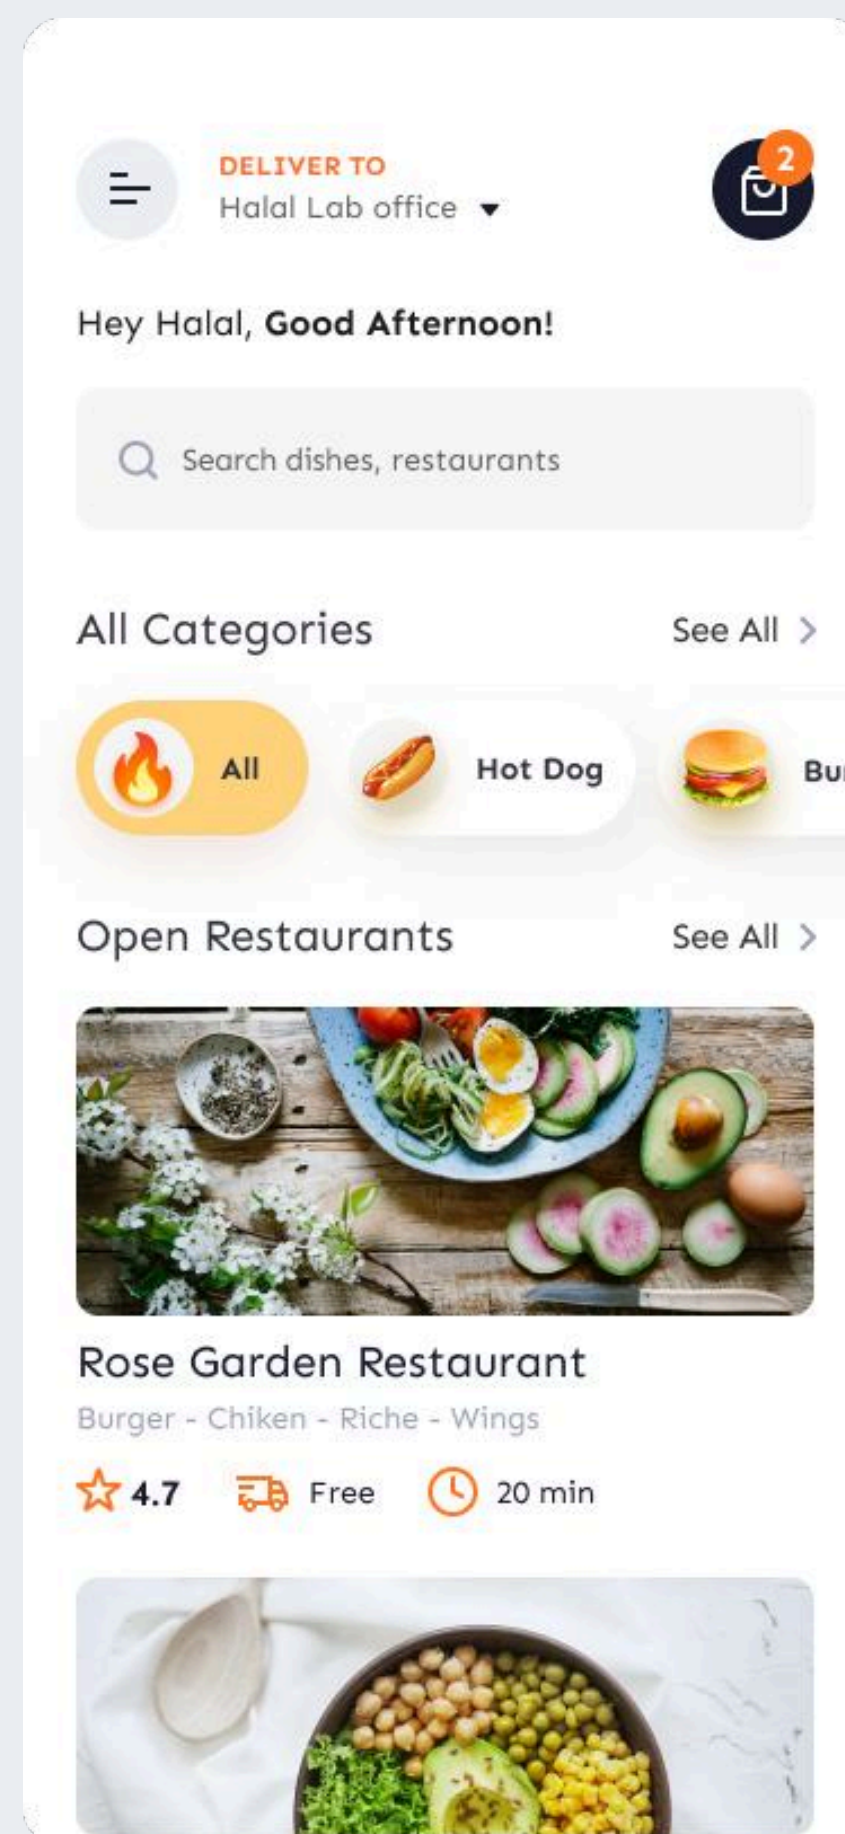 DELIVER TO
Halal Lab office
2
Hey Halal, Good Afternoon!
Search dishes, restaurants
All Categories
See All
All
Hot Dog
Bur
Open Restaurants
See All
Rose Garden Restaurant
Burger - Chiken - Riche - Wings
4.7
Free
20 min